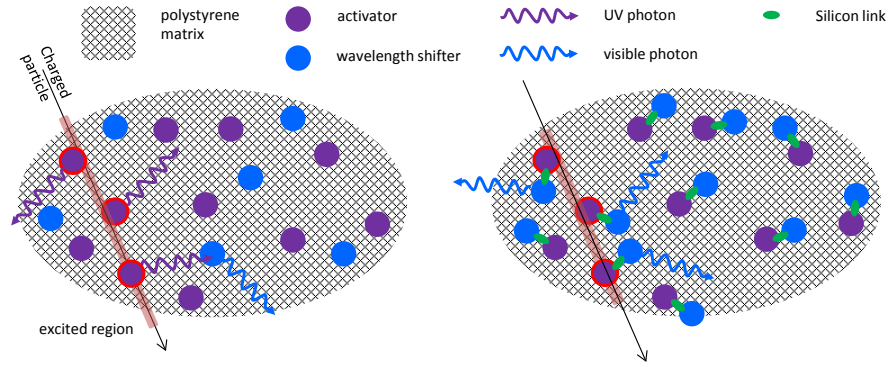 polystyrene
matrix
activator
wavelength shifter
UV photon
visible photon
Silicon link
Charged
particle
excited region